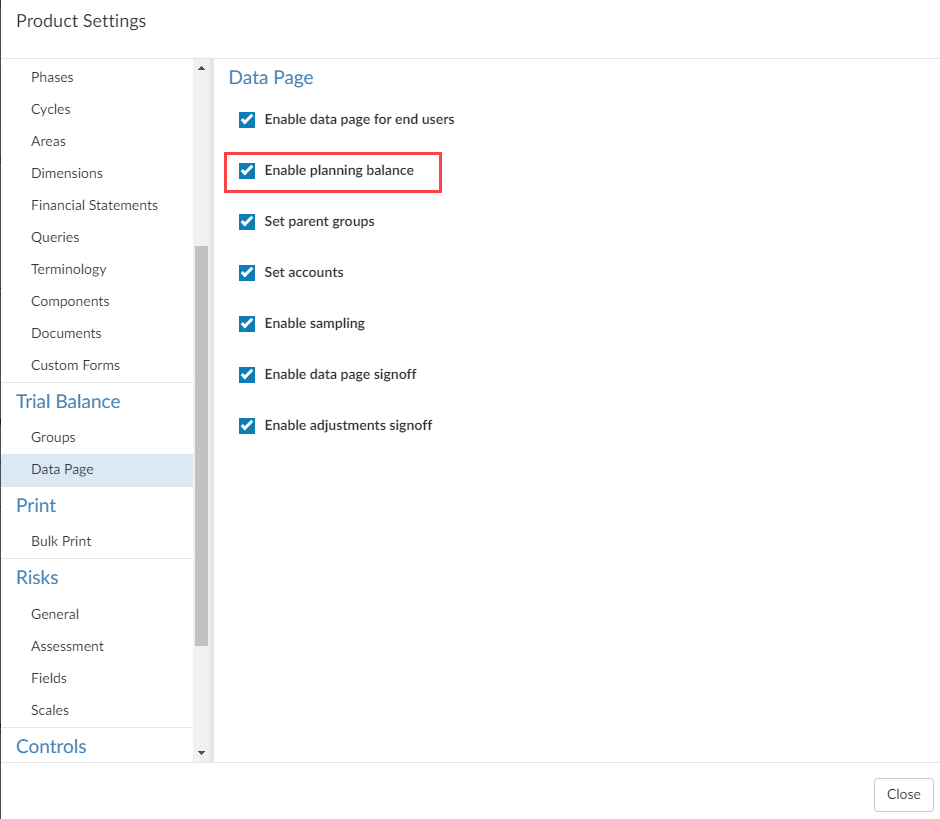 Product Settings
Phases
Cycles
Areas
Dimensions
Financial Statements
Queries
Terminology
Components
Documents
Custom Forms
Trial Balance
Groups
Data Page
Print
Bulk Print
Risks
General
Assessment
Fields
Scales
Controls
Data Page
Enable data page for end users
Enable planning balance
Set parent groups
Set accounts
Enable sampling
Enable data page signoff
Enable adjustments signoff
Close